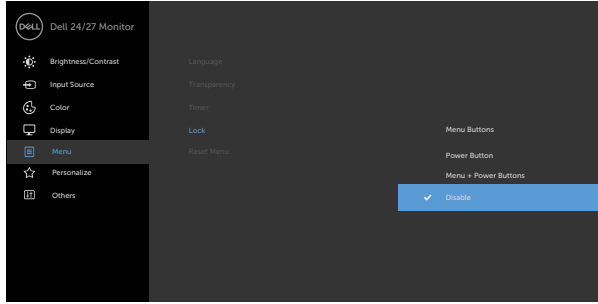 DELL Dell 24/27 Monitor
Brightness/Contrast Language
Input Source Transparency
Color Timer
Display Lock Menu Buttons
Menu Reset Menu Power Button
Personalize Menu + Power Buttons
Others Disable